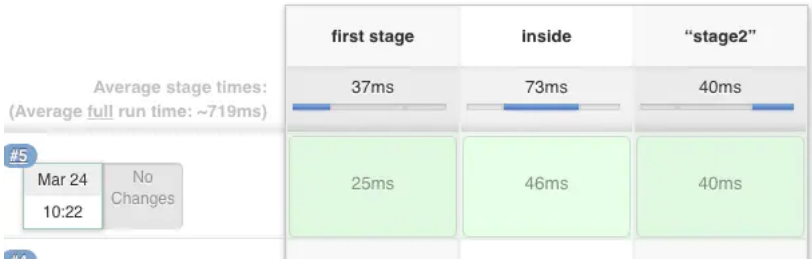 first stage inside “stage2”
Average stage times: 37ms 73ms 40ms
(Average full run time: ~719ms)
#5
Mar 24 No Changes 25ms 46ms 40ms
10:22